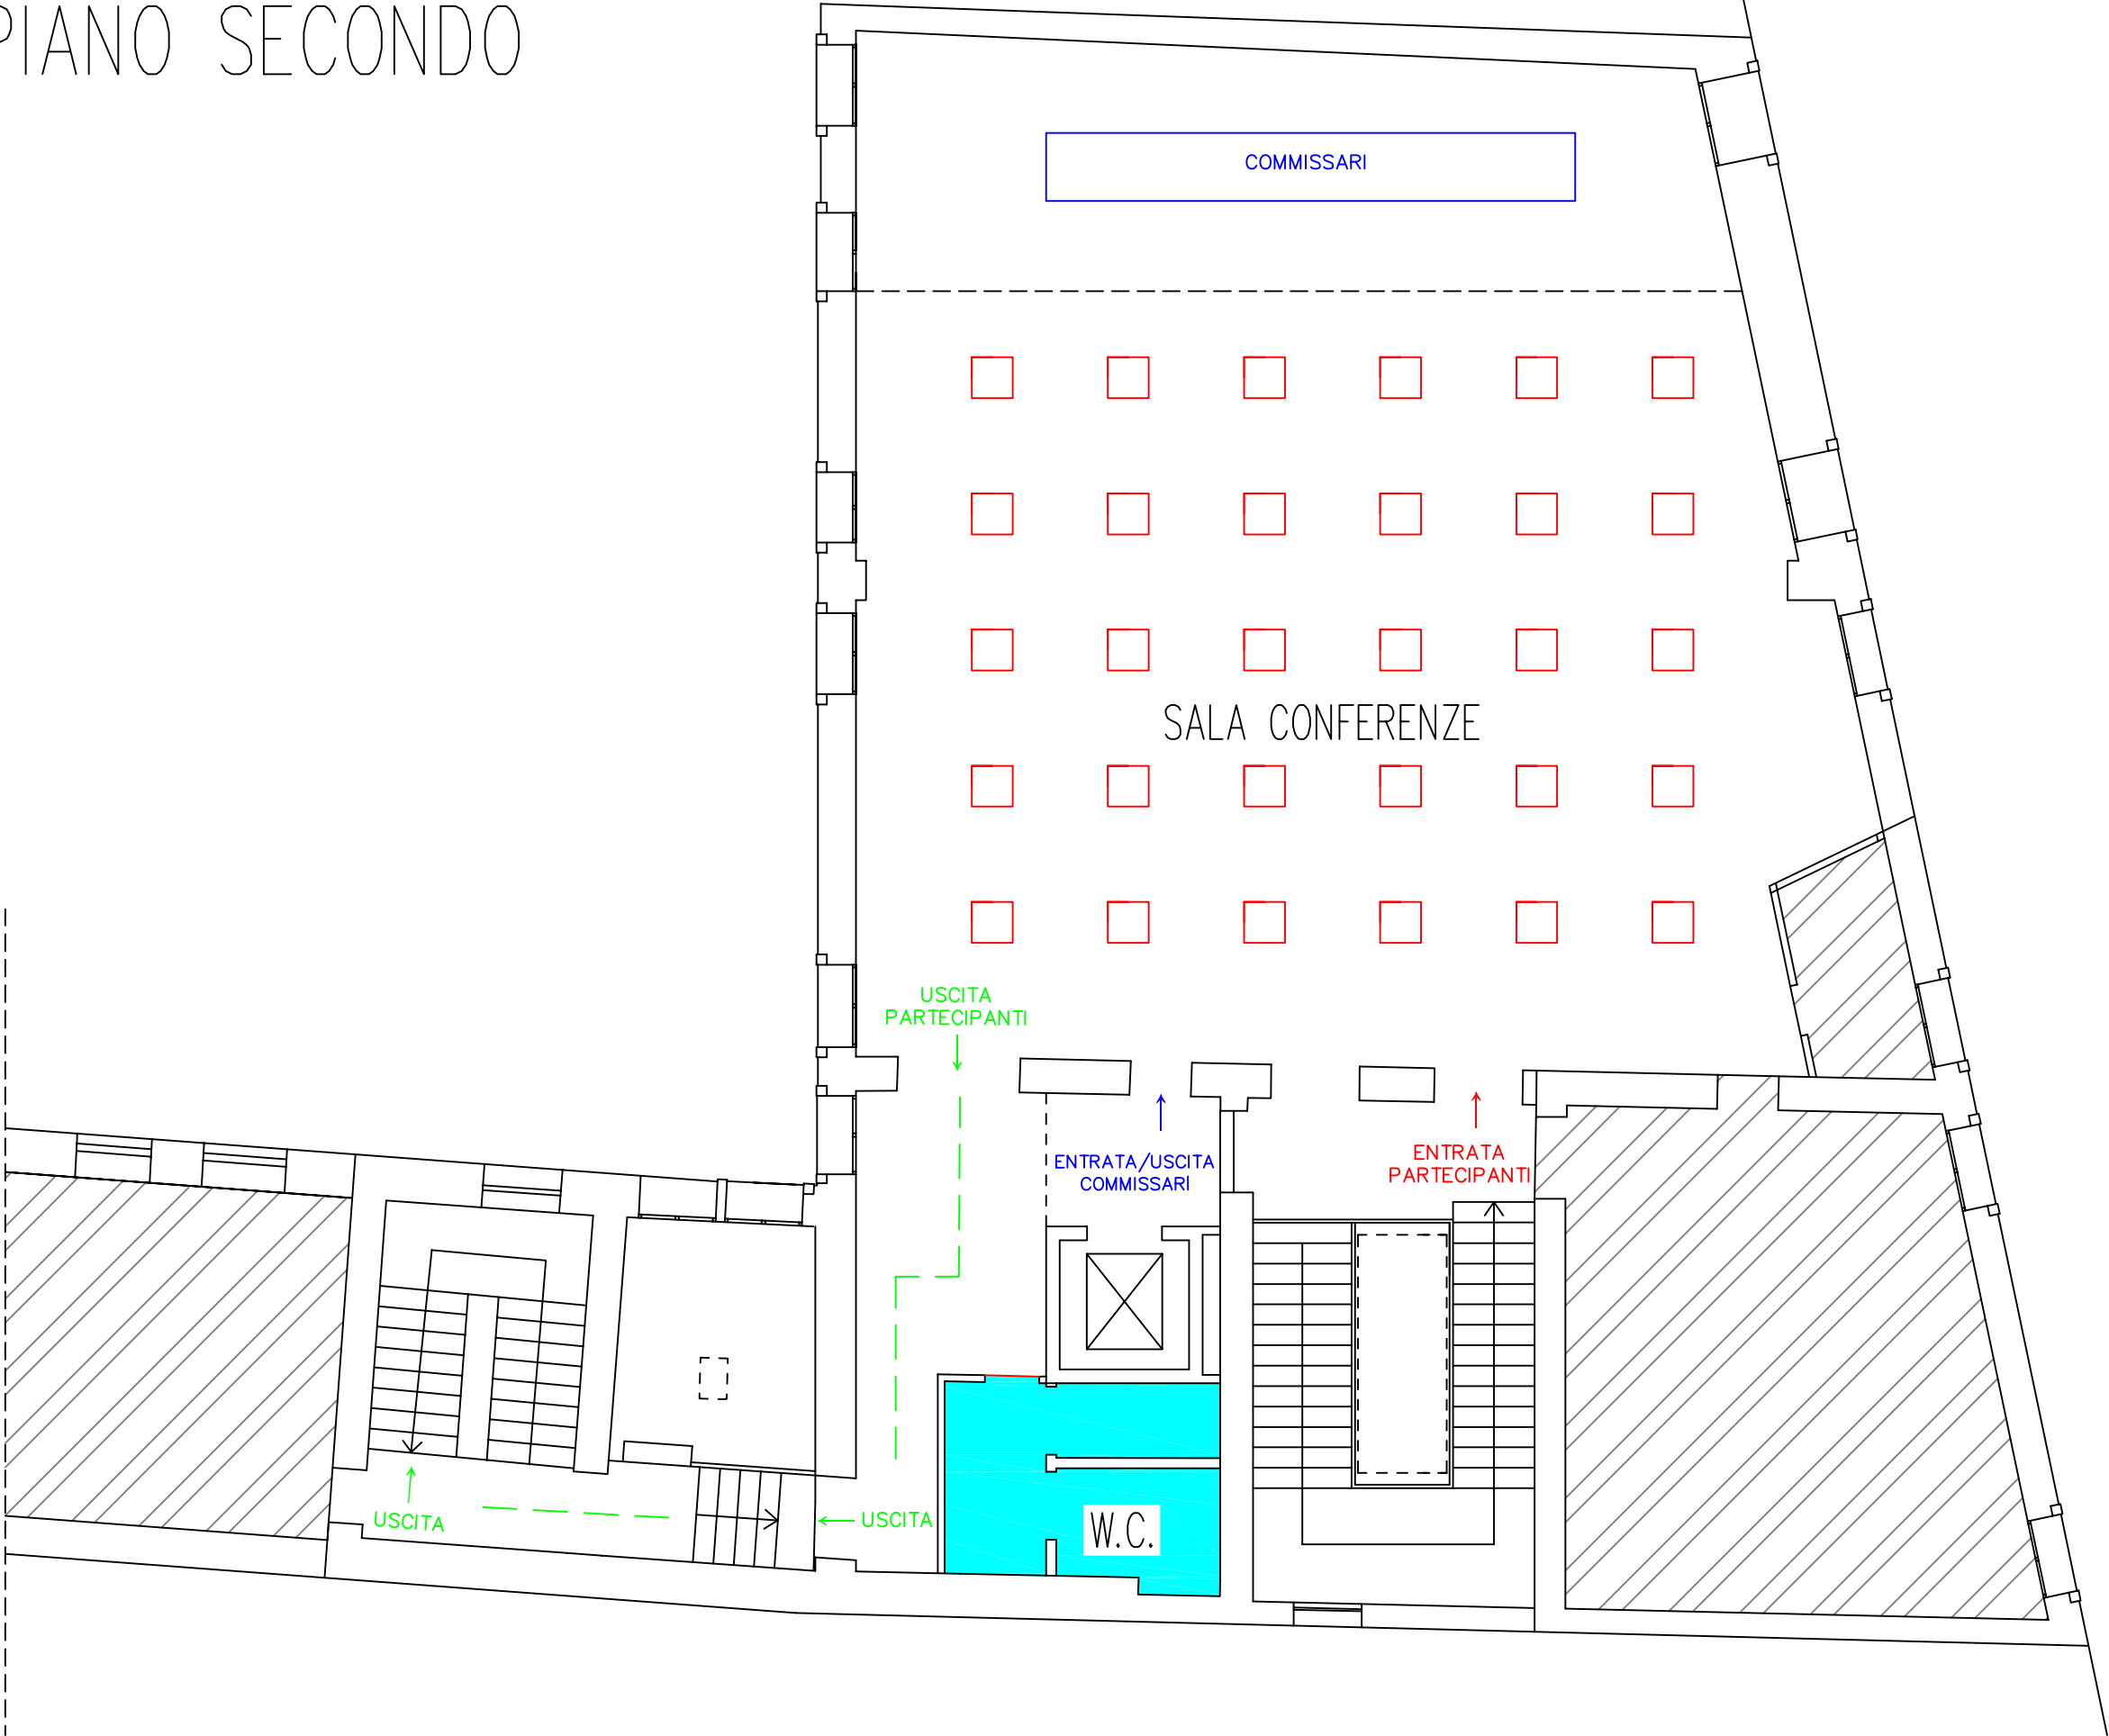 PIANO SECONDO
COMMISSARI
SALA CONFERENZE
USCITA
PARTECIPANTI
ENTRATA/USCITA
COMMISSARI
ENTRATA
PARTECIPANTI
USCITA
USCITA
W.C.